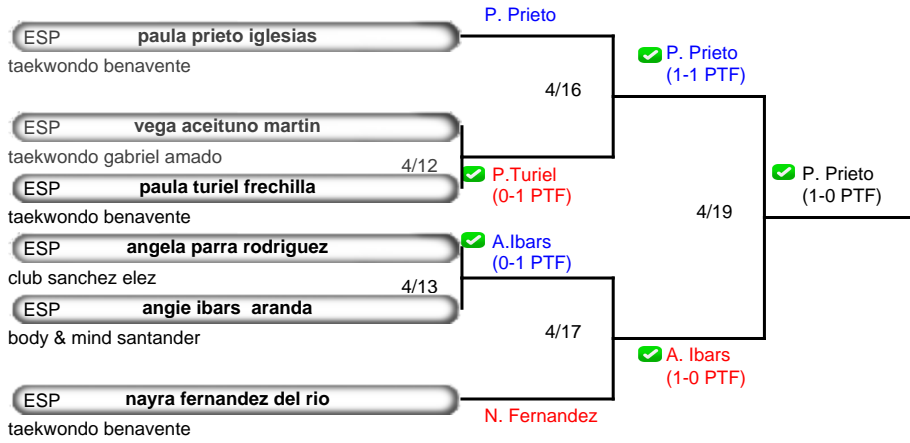 P. Prieto
ESP paula prieto iglesias
taekwondo benavente
P. Prieto
(1-1 PTF)
4/16
ESP vega aceituno martin
taekwondo gabriel amado
4/12
P.Turiel
(0-1 PTF)
ESP paula turiel frechilla
taekwondo benavente
P. Prieto
(1-0 PTF)
4/19
ESP angela parra rodriguez
club sanchez elez
A.Ibars
(0-1 PTF)
4/13
ESP angie ibars aranda
body & mind santander
4/17
A. Ibars
(1-0 PTF)
ESP nayra fernandez del rio
N. Fernandez
taekwondo benavente